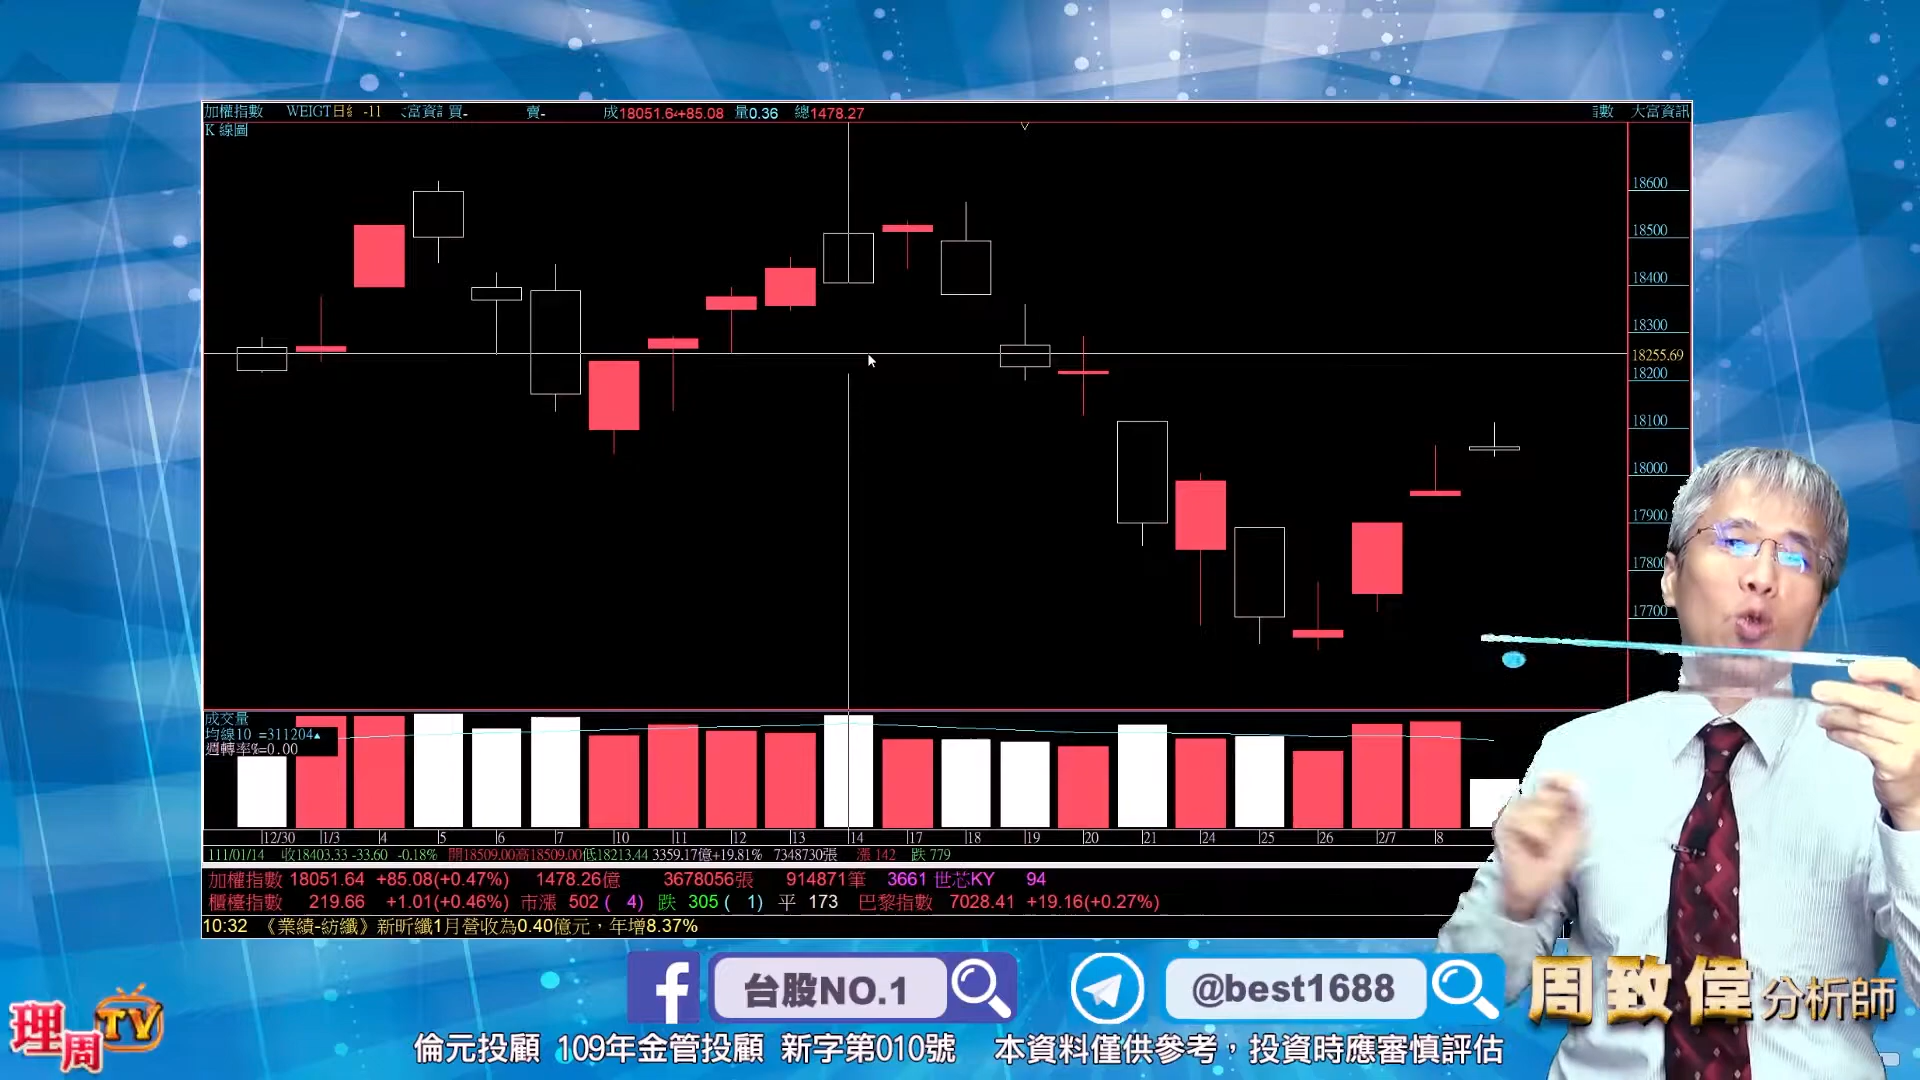 加權指數 WEIGT日 -11 買- 賣- 成18051.64+85.08 量0.36 總1478.27 數 大富資訊
K 線圖
18600
18500
18400
18300
18255.69
18200
18100
18000
17900
17800
17700
成交量
均線10 =311204▲
週轉率%=0.00
12/30 1/3 4 5 6 7 10 11 12 13 14 17 18 19 20 21 24 25 26 2/7 8
111/01/14 收18403.33 -33.60 -0.18% 開18509.00高18509.00低18213.44 3359.17億+19.81% 7348730張 漲 142 跌 779
加權指數 18051.64 +85.08(+0.47%) 1478.26億 3678056張 914871筆 3661 世芯KY 94
櫃檯指數 219.66 +1.01(+0.46%) 市漲 502 ( 4) 跌 305 ( 1) 平 173 巴黎指數 7028.41 +19.16(+0.27%)
10:32 《業績-紡纖》新昕纖1月營收為0.40億元，年增8.37%
台股NO.1 @best1688
周致偉 分析師
理周TV
倫元投顧 109年金管投顧 新字第010號 本資料僅供參考，投資時應審慎評估